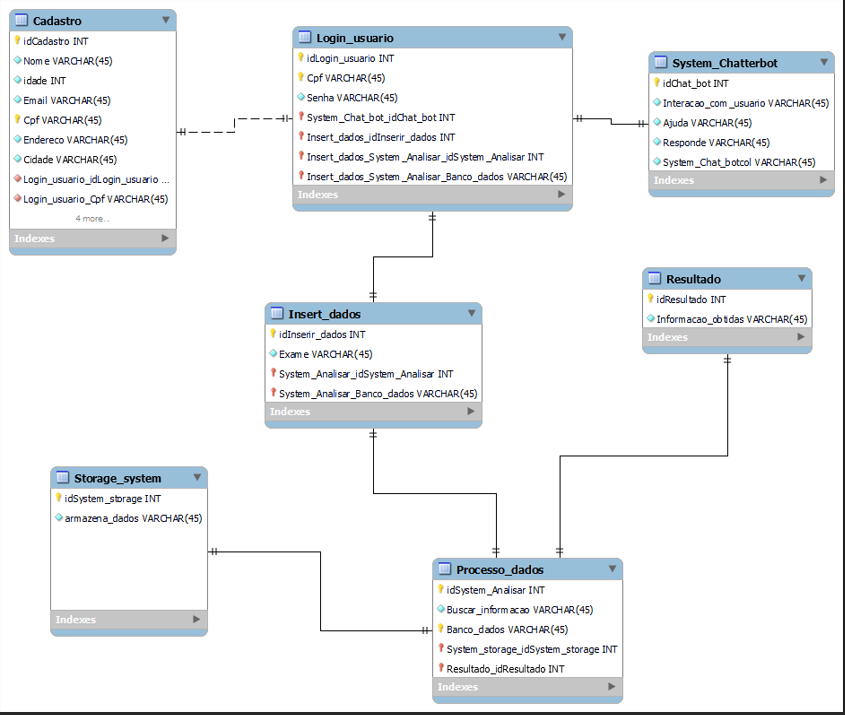 Cadastro
idCadastro INT
Nome VARCHAR(45)
idade INT
Email VARCHAR(45)
Cpf VARCHAR(45)
Endereco VARCHAR(45)
Cidade VARCHAR(45)
Login_usuario_idLogin_usuario ...
Login_usuario_Cpf VARCHAR(45)
4 more...
Indexes
Login_usuario
idLogin_usuario INT
Cpf VARCHAR(45)
Senha VARCHAR(45)
System_Chat_bot_idChat_bot INT
Insert_dados_idInserir_dados INT
Insert_dados_System_Analisar_idSystem_Analisar INT
Insert_dados_System_Analisar_Banco_dados VARCHAR(45)
Indexes
System_Chatterbot
idChat_bot INT
Interacao_com_usuario VARCHAR(45)
Ajuda VARCHAR(45)
Responde VARCHAR(45)
System_Chat_botcol VARCHAR(45)
Indexes
Insert_dados
idInserir_dados INT
Exame VARCHAR(45)
System_Analisar_idSystem_Analisar INT
System_Analisar_Banco_dados VARCHAR(45)
Indexes
Resultado
idResultado INT
Informacao_obtidas VARCHAR(45)
Indexes
Storage_system
idSystem_storage INT
armazena_dados VARCHAR(45)
Indexes
Processo_dados
idSystem_Analisar INT
Buscar_informacao VARCHAR(45)
Banco_dados VARCHAR(45)
System_storage_idSystem_storage INT
Resultado_idResultado INT
Indexes